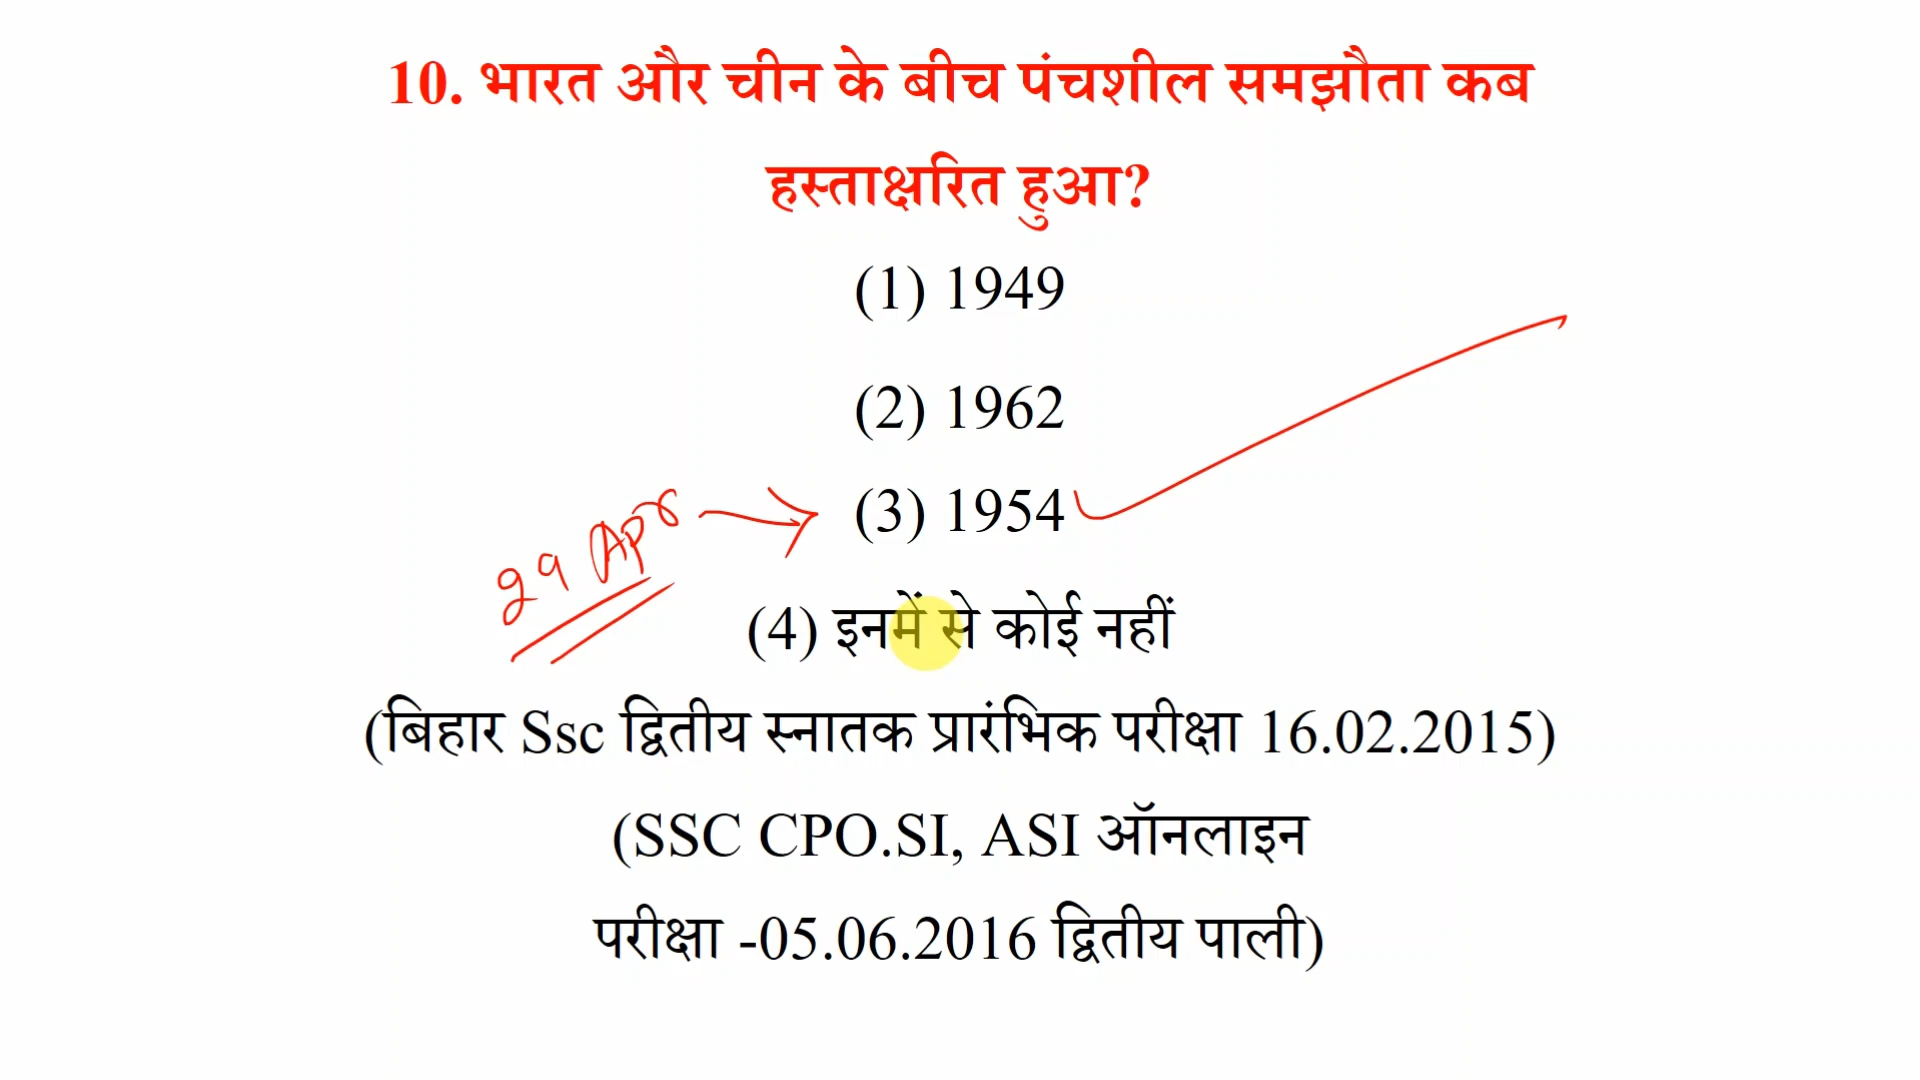 10. भारत और चीन के बीच पंचशील समझौता कब
हस्ताक्षरित हुआ?
(1) 1949
(2) 1962
29 Apr
(3) 1954
(4) इनमें से कोई नहीं
(बिहार Ssc द्वितीय स्नातक प्रारंभिक परीक्षा 16.02.2015)
(SSC CPO.SI, ASI ऑनलाइन
परीक्षा -05.06.2016 द्वितीय पाली)